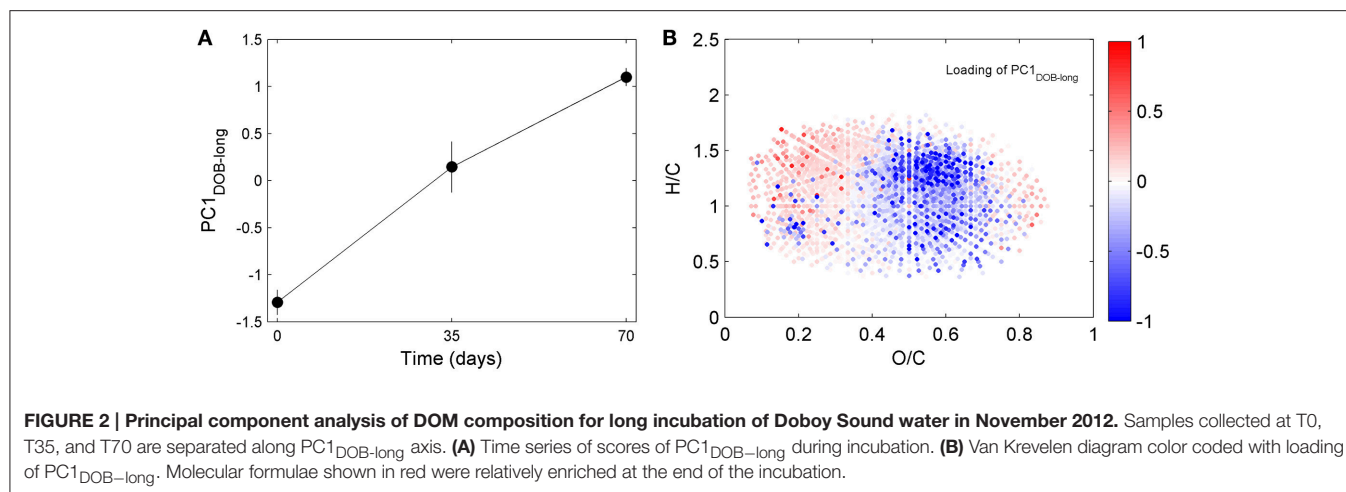 A
1.5
1
0.5
0
-0.5
-1
-1.5
PC1DOB-long
0 35 70
Time (days)
B
2.5
2
1.5
1
0.5
0
H/C
Loading of PC1DOB-long
0 0.2 0.4 0.6 0.8 1
O/C
1
0.5
0
-0.5
-1
FIGURE 2 | Principal component analysis of DOM composition for long incubation of Doboy Sound water in November 2012. Samples collected at T0,
T35, and T70 are separated along PC1DOB-long axis. (A) Time series of scores of PC1DOB−long during incubation. (B) Van Krevelen diagram color coded with loading
of PC1DOB−long. Molecular formulae shown in red were relatively enriched at the end of the incubation.